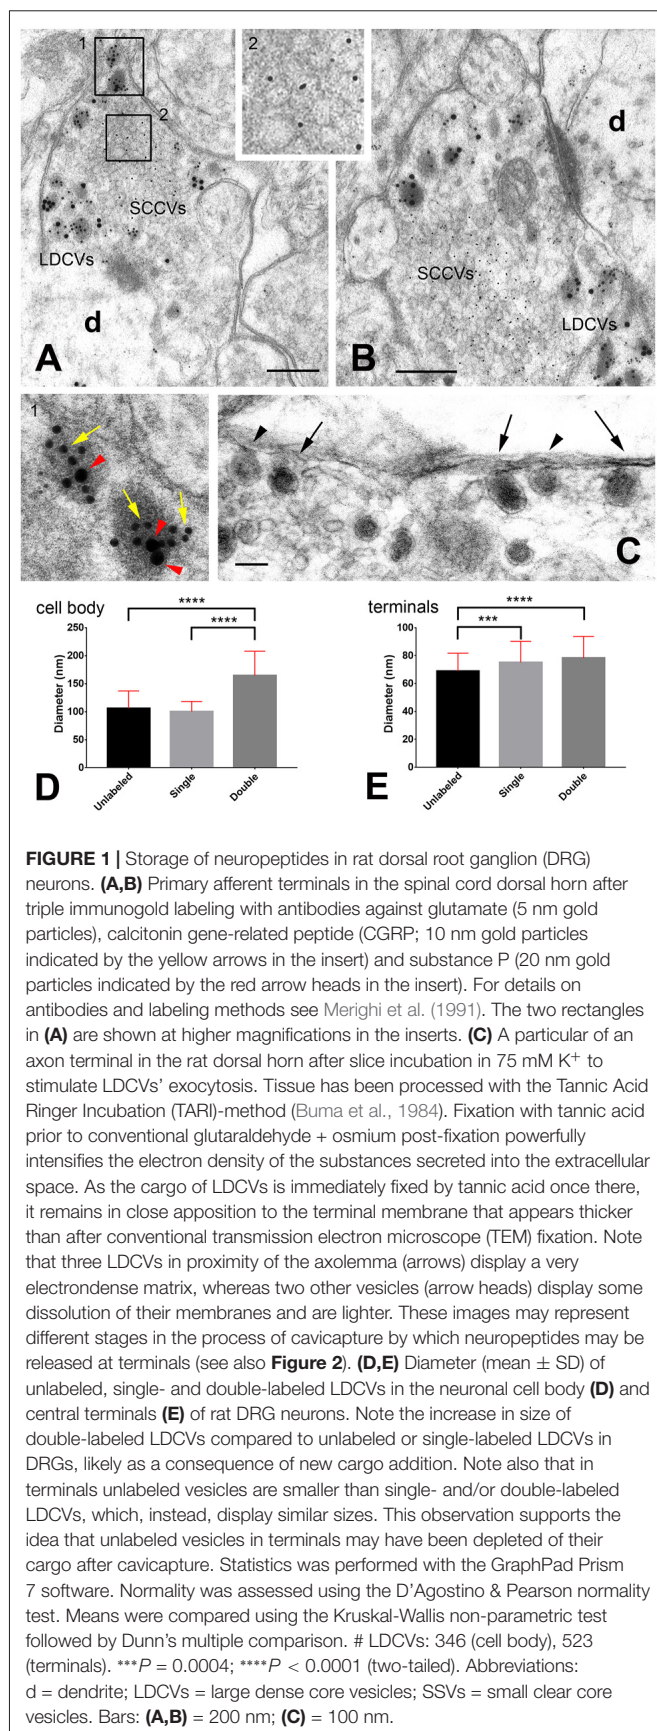 1
2
2
SCCVs
LDCVs
d
A
d
SCCVs
LDCVs
B
1
C
cell body
****
****
Diameter (nm)
250
200
150
100
50
0
Unlabeled
Single
Double
D
terminals
****
***
Diameter (nm)
100
80
60
40
20
0
Unlabeled
Single
Double
E
FIGURE 1 | Storage of neuropeptides in rat dorsal root ganglion (DRG)
neurons. (A,B) Primary afferent terminals in the spinal cord dorsal horn after
triple immunogold labeling with antibodies against glutamate (5 nm gold
particles), calcitonin gene-related peptide (CGRP; 10 nm gold particles
indicated by the yellow arrows in the insert) and substance P (20 nm gold
particles indicated by the red arrow heads in the insert). For details on
antibodies and labeling methods see Merighi et al. (1991). The two rectangles
in (A) are shown at higher magnifications in the inserts. (C) A particular of an
axon terminal in the rat dorsal horn after slice incubation in 75 mM K+ to
stimulate LDCVs' exocytosis. Tissue has been processed with the Tannic Acid
Ringer Incubation (TARI)-method (Buma et al., 1984). Fixation with tannic acid
prior to conventional glutaraldehyde + osmium post-fixation powerfully
intensifies the electron density of the substances secreted into the extracellular
space. As the cargo of LDCVs is immediately fixed by tannic acid once there,
it remains in close apposition to the terminal membrane that appears thicker
than after conventional transmission electron microscope (TEM) fixation. Note
that three LDCVs in proximity of the axolemma (arrows) display a very
electrondense matrix, whereas two other vesicles (arrow heads) display some
dissolution of their membranes and are lighter. These images may represent
different stages in the process of cavicapture by which neuropeptides may be
released at terminals (see also Figure 2). (D,E) Diameter (mean ± SD) of
unlabeled, single- and double-labeled LDCVs in the neuronal cell body (D) and
central terminals (E) of rat DRG neurons. Note the increase in size of
double-labeled LDCVs compared to unlabeled or single-labeled LDCVs in
DRGs, likely as a consequence of new cargo addition. Note also that in
terminals unlabeled vesicles are smaller than single- and/or double-labeled
LDCVs, which, instead, display similar sizes. This observation supports the
idea that unlabeled vesicles in terminals may have been depleted of their
cargo after cavicapture. Statistics was performed with the GraphPad Prism
7 software. Normality was assessed using the D'Agostino & Pearson normality
test. Means were compared using the Kruskal-Wallis non-parametric test
followed by Dunn's multiple comparison. # LDCVs: 346 (cell body), 523
(terminals). ***P = 0.0004; ****P < 0.0001 (two-tailed). Abbreviations:
d = dendrite; LDCVs = large dense core vesicles; SSVs = small clear core
vesicles. Bars: (A,B) = 200 nm; (C) = 100 nm.